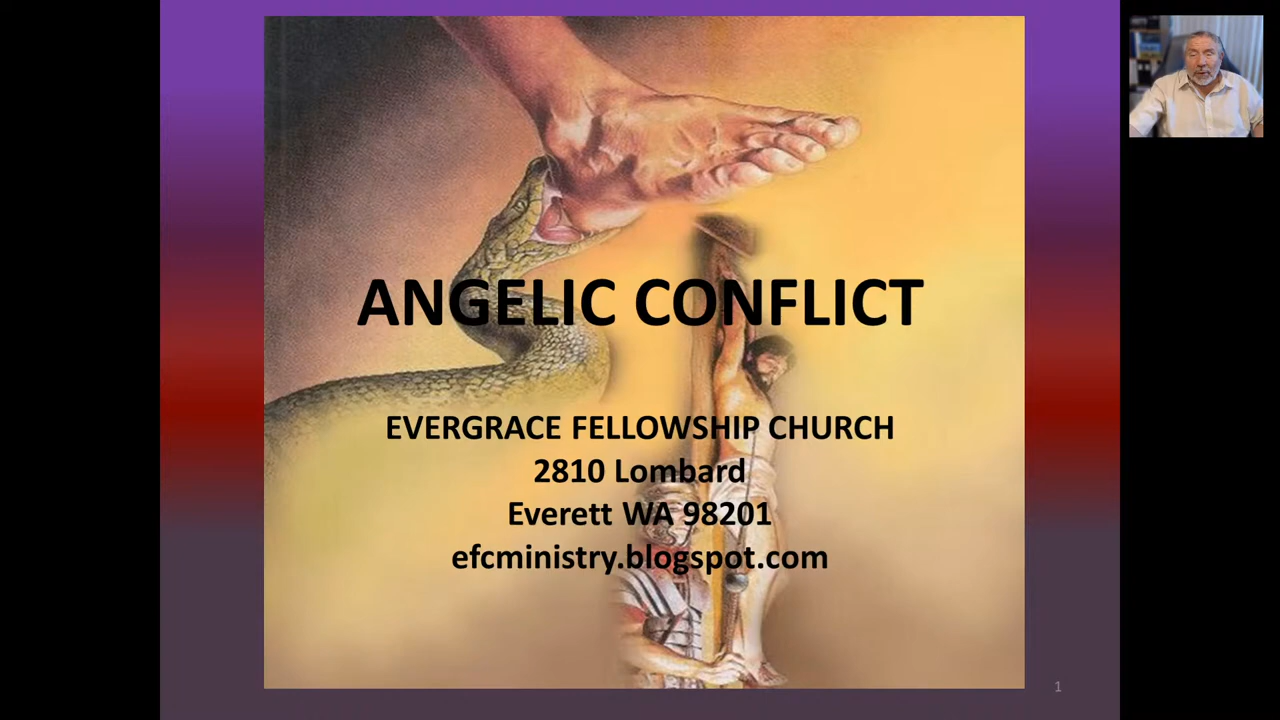 ANGELIC CONFLICT
EVERGRACE FELLOWSHIP CHURCH
2810 Lombard
Everett WA 98201
efcministry.blogspot.com
1